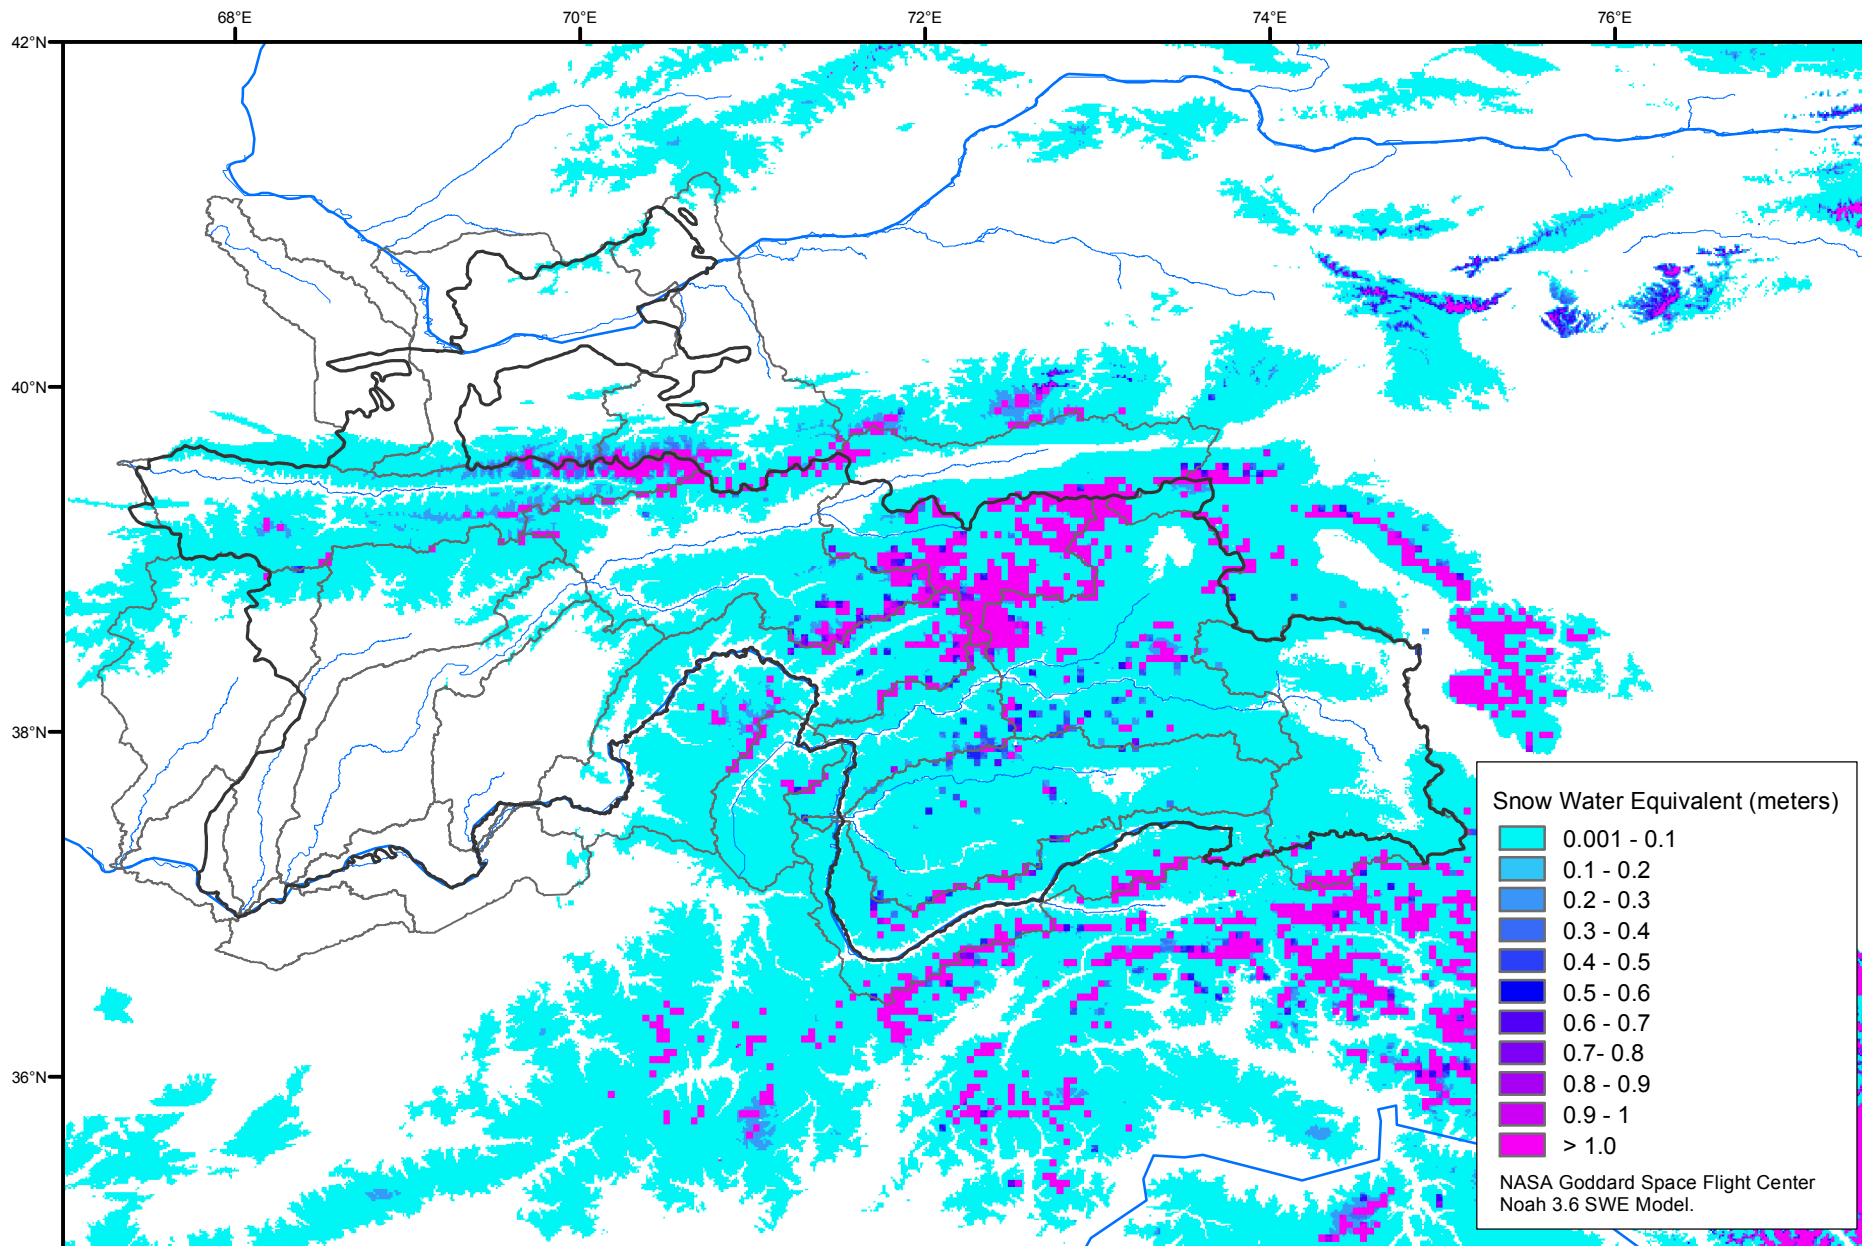 68°E
70°E
72°E
74°E
76°E
42°N
40°N
38°N
36°N
Snow Water Equivalent (meters)
0.001 - 0.1
0.1 - 0.2
0.2 - 0.3
0.3 - 0.4
0.4 - 0.5
0.5 - 0.6
0.6 - 0.7
0.7- 0.8
0.8 - 0.9
0.9 - 1
> 1.0
NASA Goddard Space Flight Center
Noah 3.6 SWE Model.